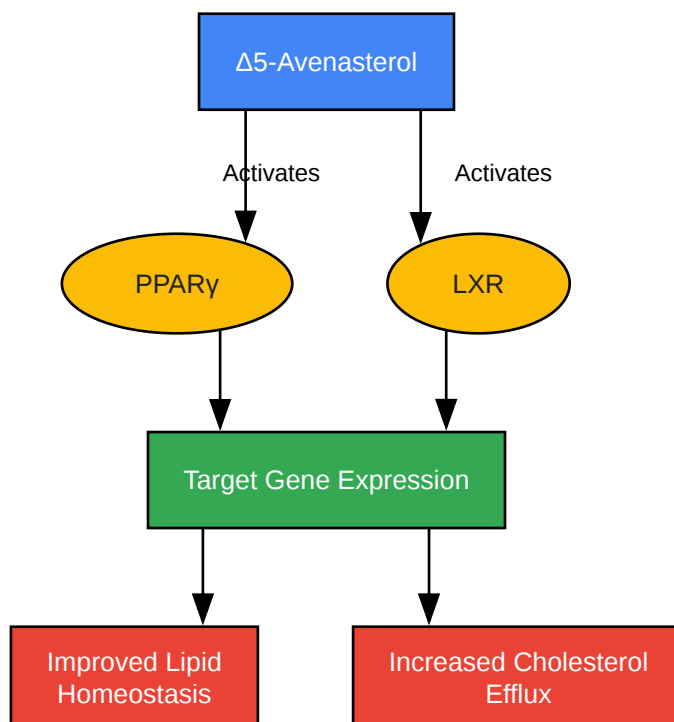 Δ5-Avenasterol
Activates
Activates
PPARγ
LXR
Target Gene Expression
Improved Lipid
Homeostasis
Increased Cholesterol
Efflux